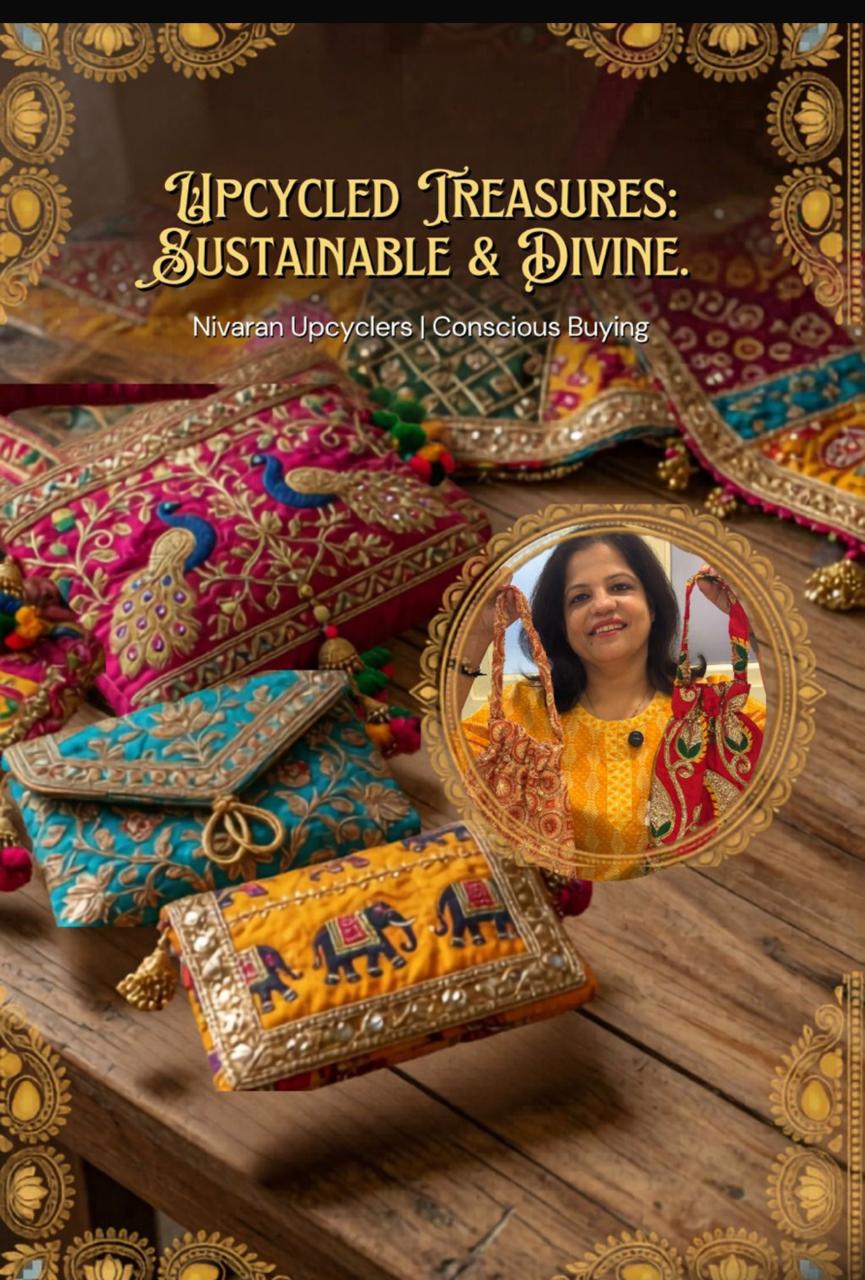 Upcycled Treasures:
Sustainable & Divine.
Nivaran Upcyclers | Conscious Buying